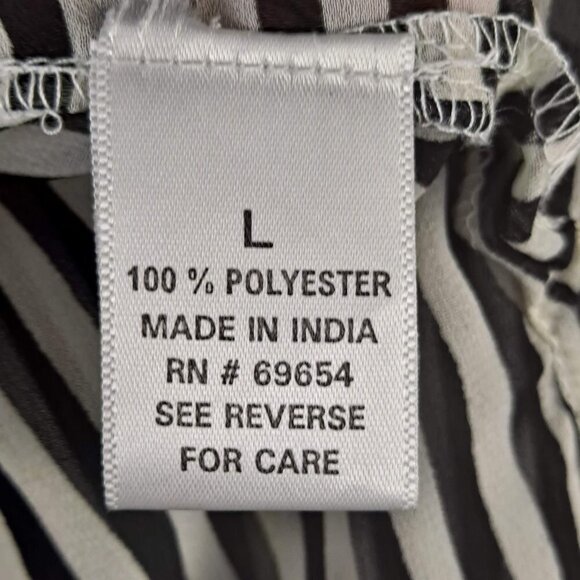 L
100 % POLYESTER
MADE IN INDIA
RN # 69654
SEE REVERSE
FOR CARE